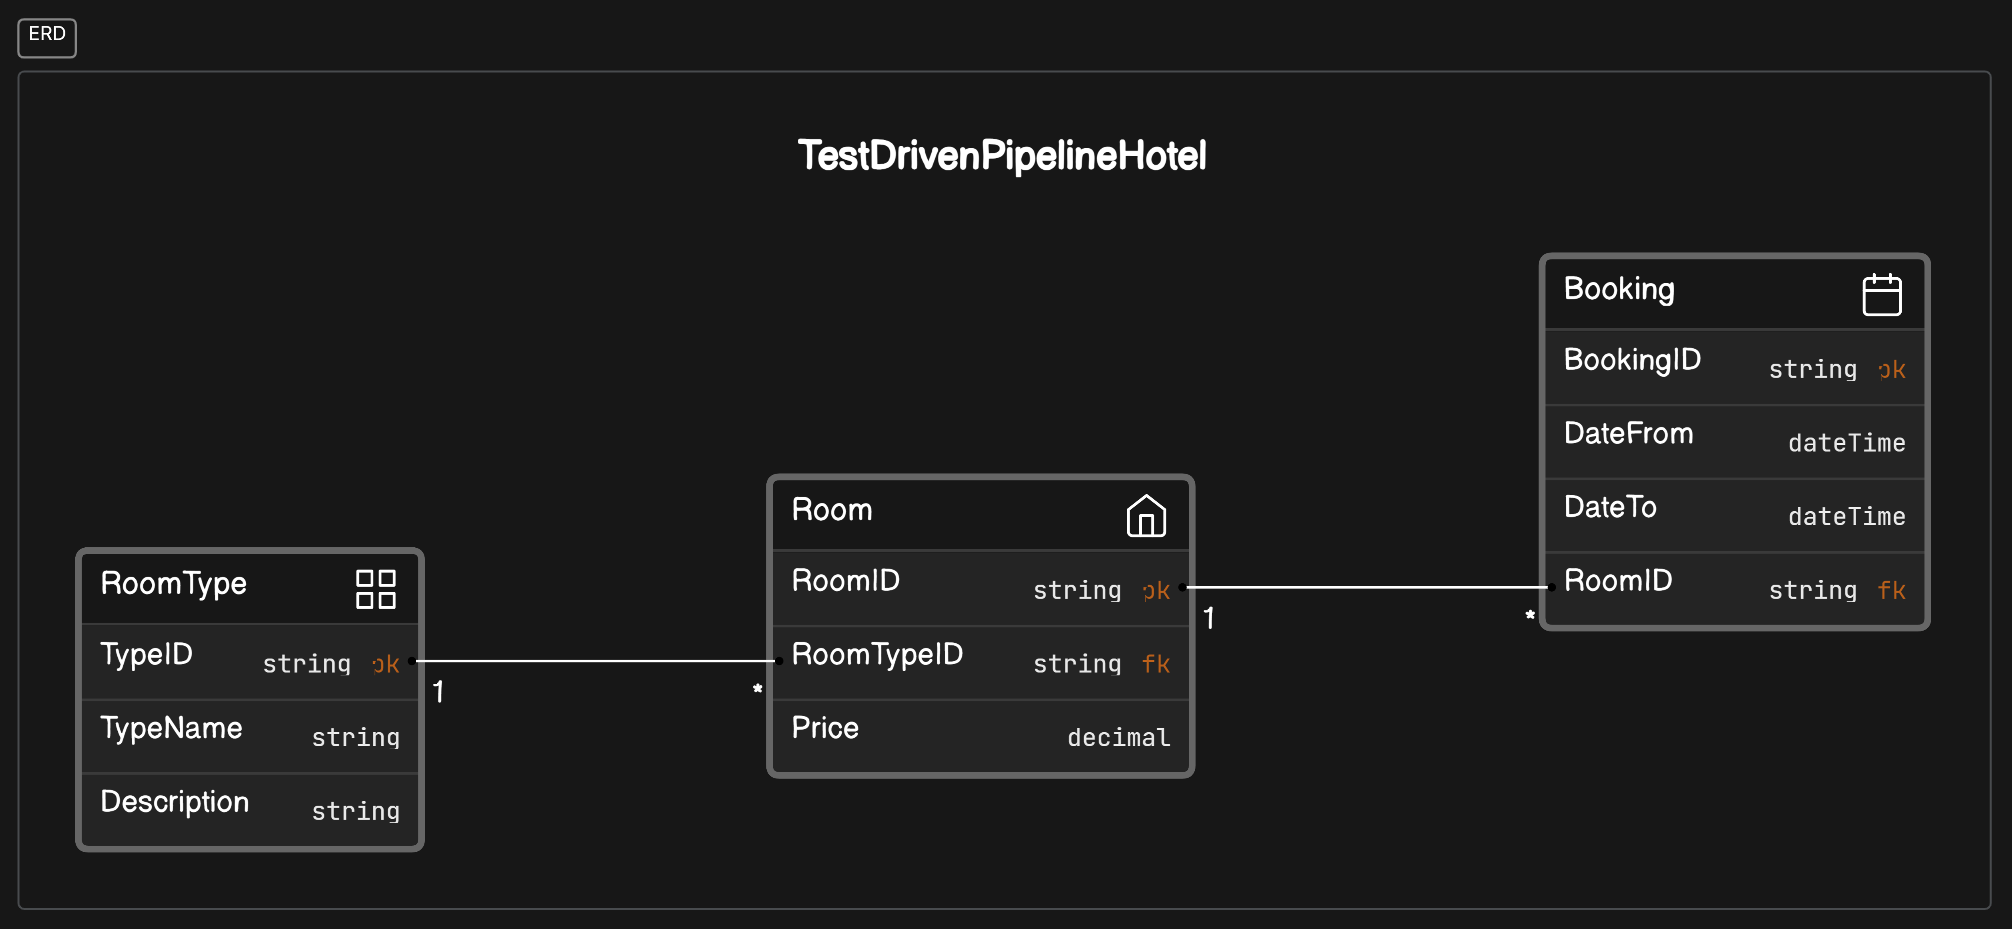 ERD
TestDrivenPipelineHotel
RoomType
TypeID string pk
TypeName string
Description string
1
*
Room
RoomID string pk
RoomTypeID string fk
Price decimal
1
*
Booking
BookingID string pk
DateFrom dateTime
DateTo dateTime
RoomID string fk